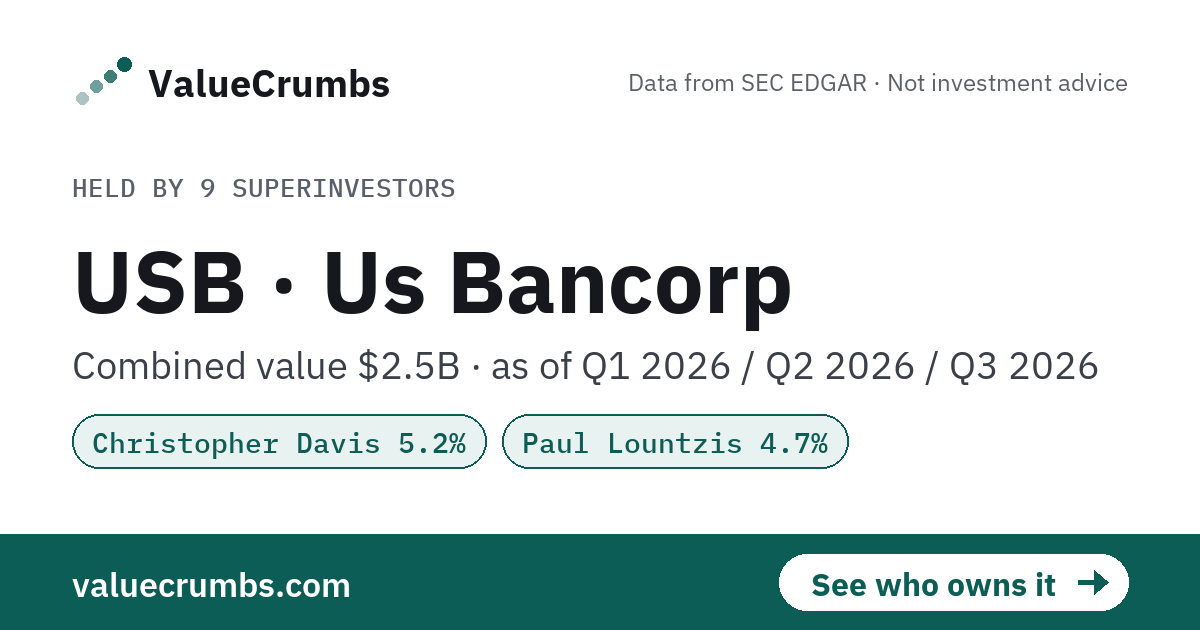 ValueCrumbs
Data from SEC EDGAR · Not investment advice
HELD BY 9 SUPERINVESTORS
USB · Us Bancorp
Combined value $2.5B · as of Q1 2026 / Q2 2026 / Q3 2026
Christopher Davis 5.2%
Paul Lountzis 4.7%
valuecrumbs.com
See who owns it →